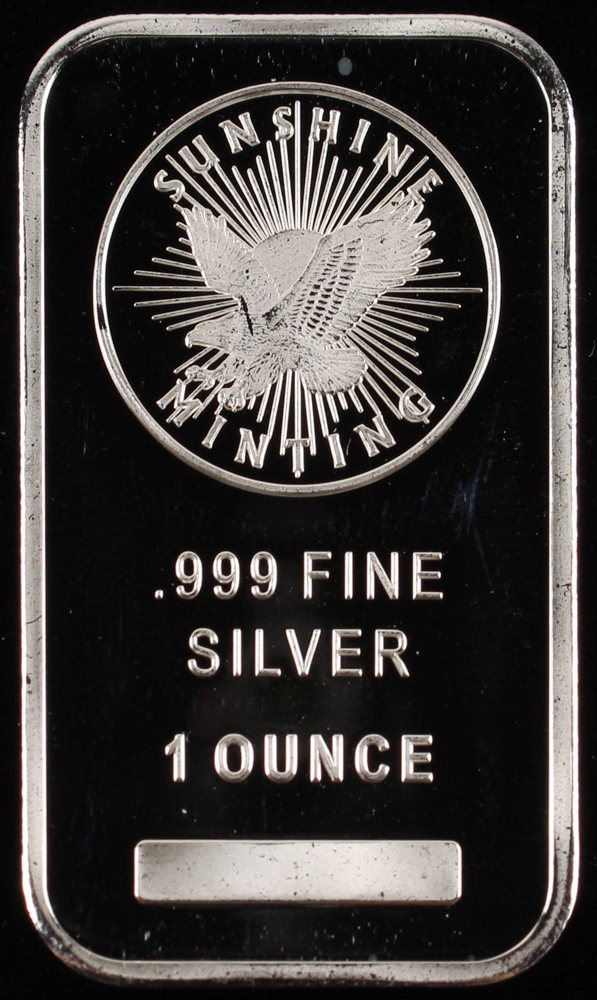 SUNSHINE
MINTING
.999 FINE
SILVER
1 OUNCE